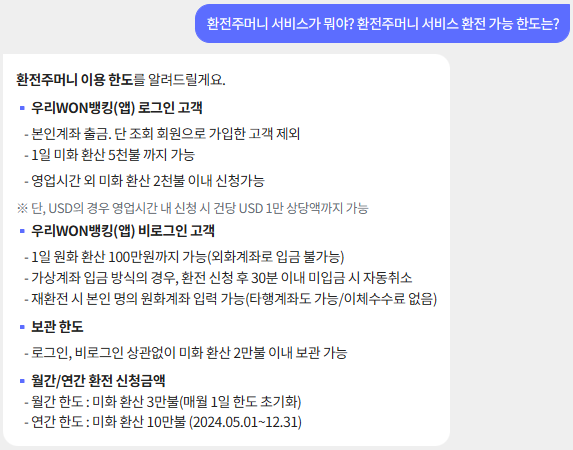 환전주머니 서비스가 뭐야? 환전주머니 서비스 환전 가능 한도는?
환전주머니 이용 한도를 알려드릴게요.
▪ 우리WON뱅킹(앱) 로그인 고객
- 본인계좌 출금. 단 조회 회원으로 가입한 고객 제외
- 1일 미화 환산 5천불 까지 가능
- 영업시간 외 미화 환산 2천불 이내 신청가능
※ 단, USD의 경우 영업시간 내 신청 시 건당 USD 1만 상당액까지 가능
▪ 우리WON뱅킹(앱) 비로그인 고객
- 1일 원화 환산 100만원까지 가능(외화계좌로 입금 불가능)
- 가상계좌 입금 방식의 경우, 환전 신청 후 30분 이내 미입금 시 자동취소
- 재환전 시 본인 명의 원화계좌 입력 가능(타행계좌도 가능/이체수수료 없음)
▪ 보관 한도
- 로그인, 비로그인 상관없이 미화 환산 2만불 이내 보관 가능
▪ 월간/연간 환전 신청금액
- 월간 한도 : 미화 환산 3만불(매월 1일 한도 초기화)
- 연간 한도 : 미화 환산 10만불 (2024.05.01~12.31)